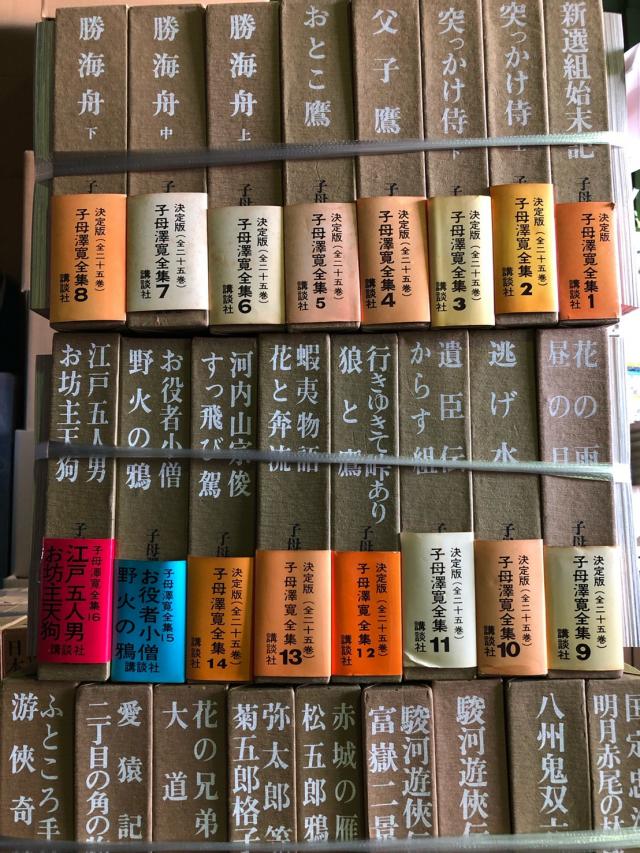 新選組始末記
決定版(全二十五巻)
子母澤寛全集1
講談社
突っかけ侍 上
決定版(全二十五巻)
子母澤寛全集2
講談社
突っかけ侍 下
決定版(全二十五巻)
子母澤寛全集3
講談社
父子鷹
決定版(全二十五巻)
子母澤寛全集4
講談社
おとこ鷹
子母
決定版(全二十五巻)
子母澤寛全集5
講談社
勝海舟 上
子
決定版(全二十五巻)
子母澤寛全集6
講談社
勝海舟 中
子
決定版(全二十五巻)
子母澤寛全集7
講談社
勝海舟 下
子
決定版(全二十五巻)
子母澤寛全集8
講談社
花の雨
昼の月
子
決定版(全二十五巻)
子母澤寛全集9
講談社
逃げ水
子
決定版(全二十五巻)
子母澤寛全集10
講談社
遺臣伝
からす組
決定版(全二十五巻)
子母澤寛全集11
講談社
行きゆきて峠あり
狼と鷹
子
決定版(全二十五巻)
子母澤寛全集12
講談社
蝦夷物語
花と奔流
子
決定版(全二十五巻)
子母澤寛全集13
講談社
河内山宗俊
すっ飛び駕
子
決定版(全二十五巻)
子母澤寛全集14
講談社
お役者小僧
野火の鴉
子母
子母澤寛全集15
お役者小僧
野火の鴉
講談社
江戸五人男
お坊主天狗
子
子母澤寛全集16
江戸五人男
お坊主天狗
講談社
明月赤尾の林
八州鬼双
駿河遊侠伝
駿河遊侠伝
富嶽二景
赤城の雁
松五郎鴉
弥太郎笠
菊五郎格子
花の兄弟
大道
愛猿記
二丁目の角の
ふところ手
游侠奇